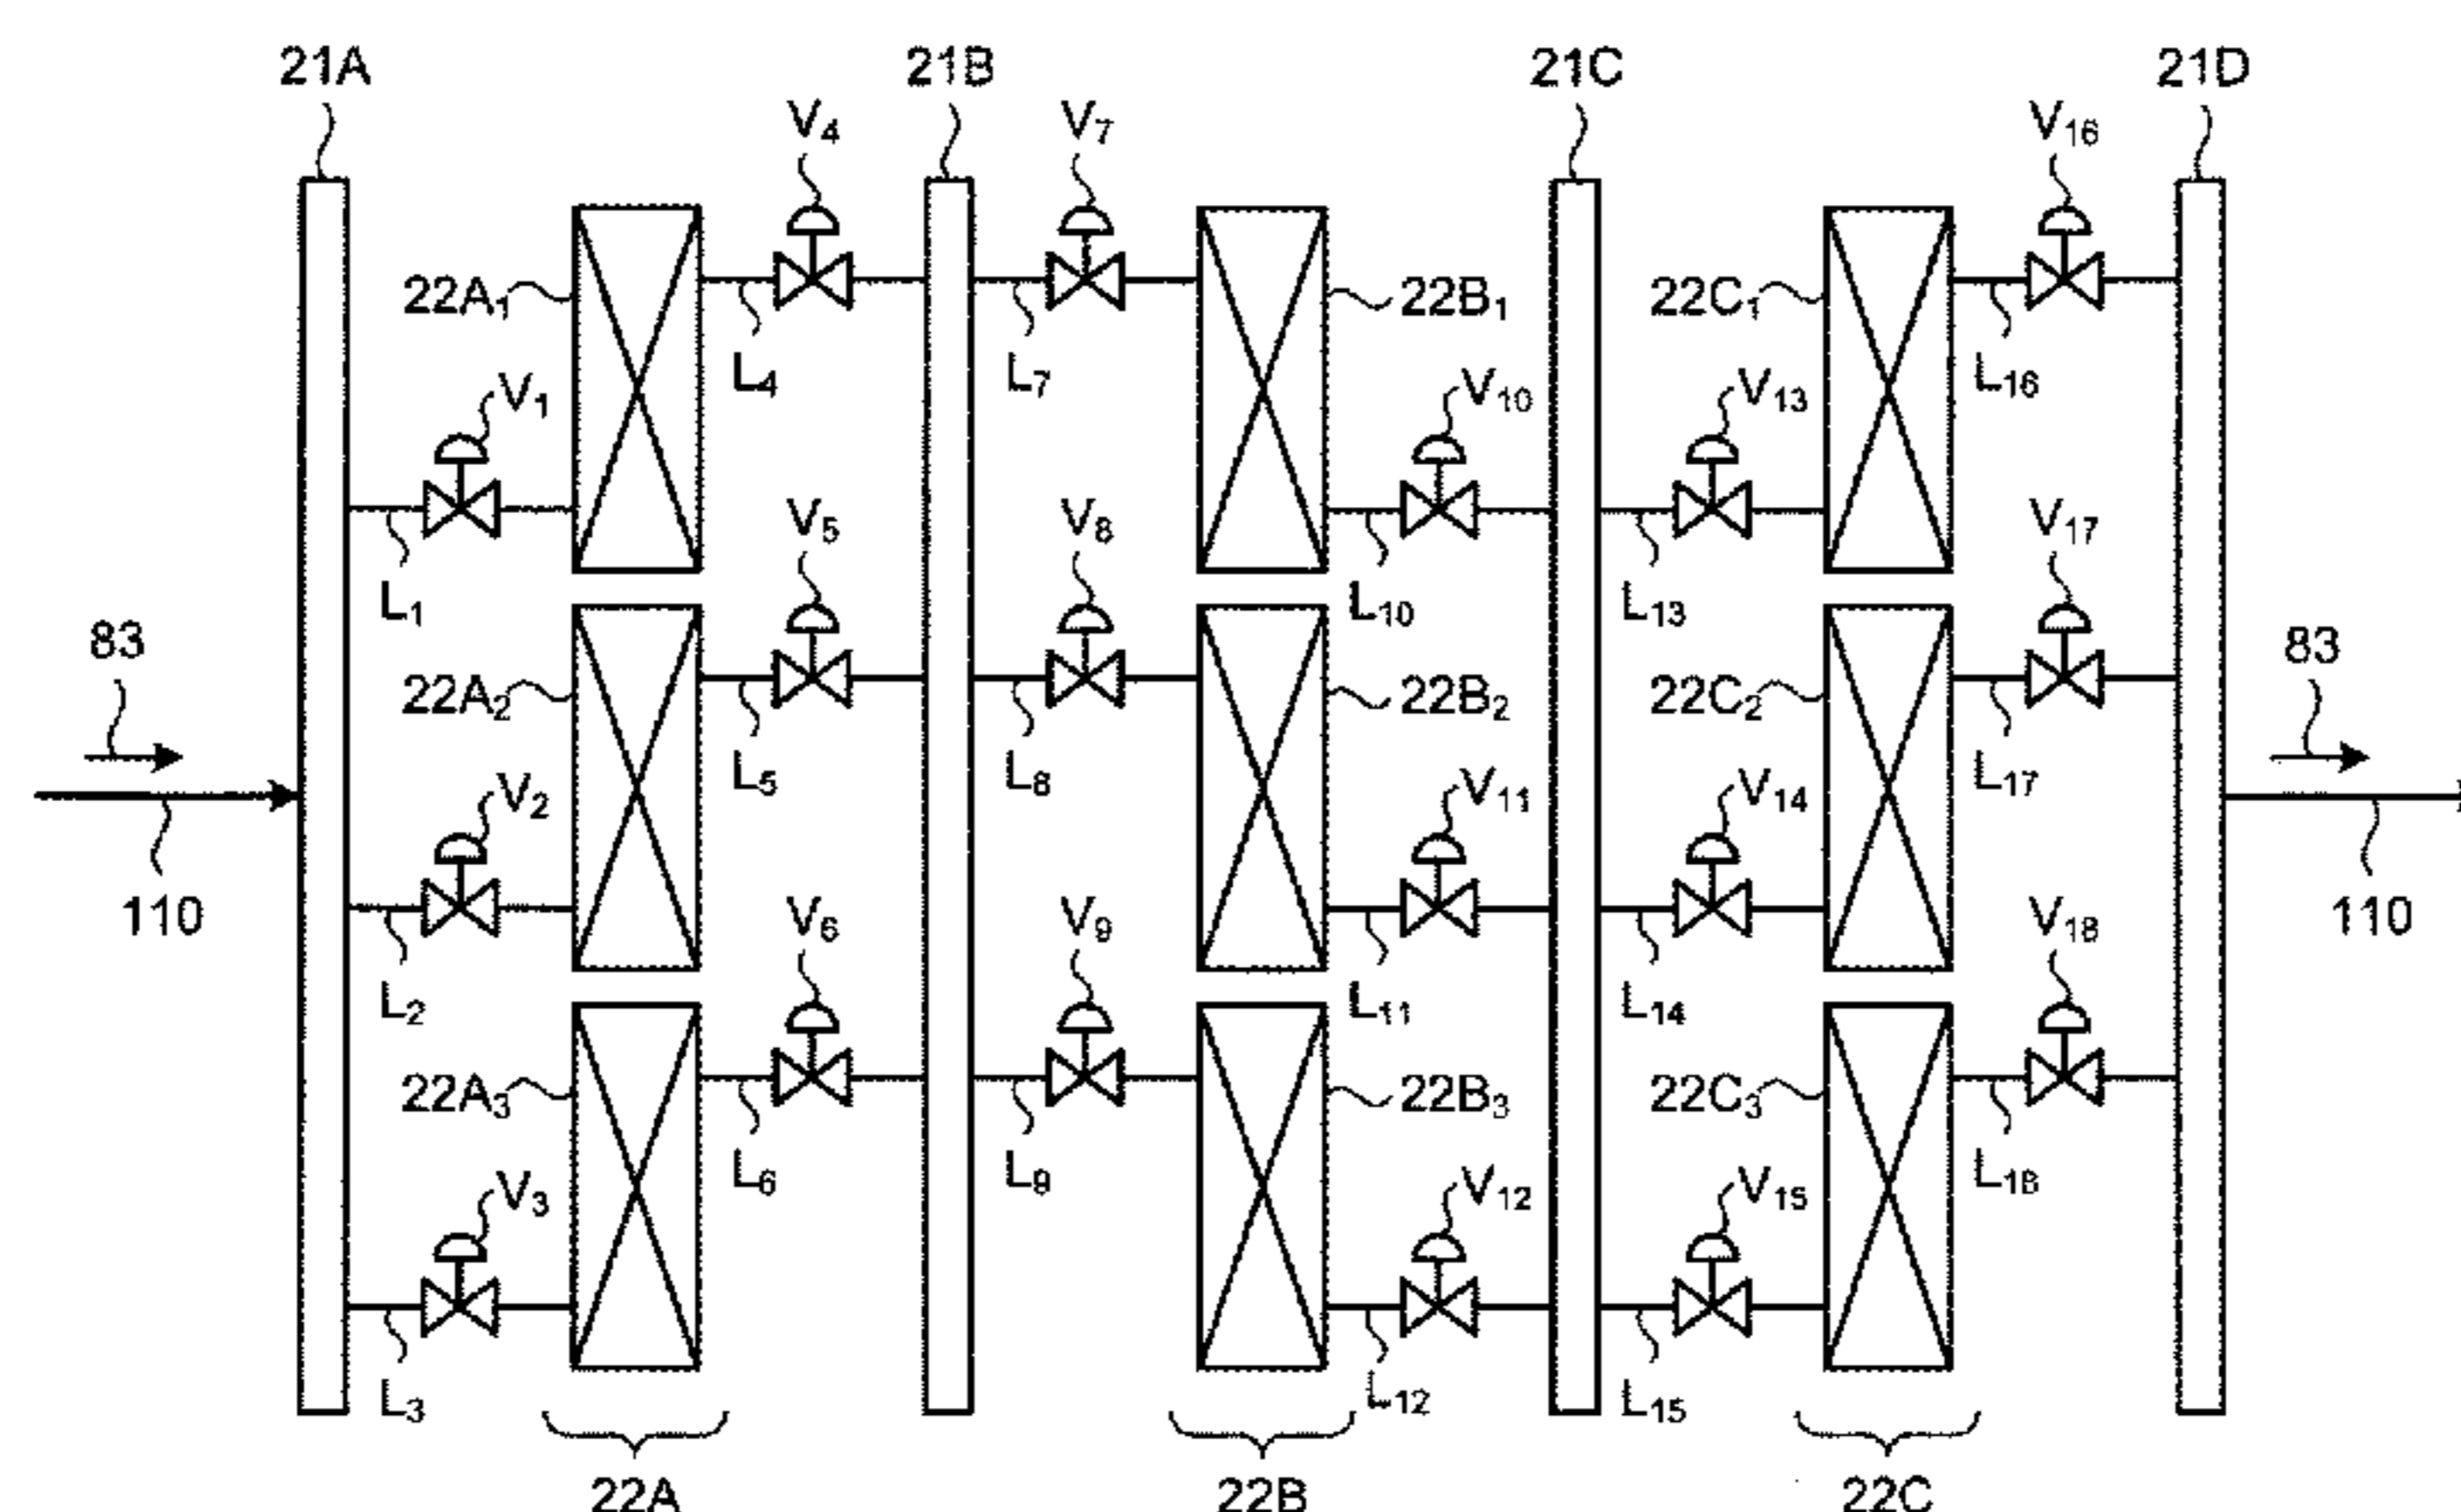 21A 21B 21C 21D
V4 V7 V16
22A1 22B1 22C1
L4 L7 L16
V1 V10 V13
V5 V8 V17
L1 L10 L13
83 83
22A2 22B2 22C2
L5 L8 L17
V2 V11 V14
110 V6 V9 V18 110
L2 L11 L14
22A3 22B3 22C3
L6 L9 L18
V3 V12 V15
L3 L12 L15
22A 22B 22C